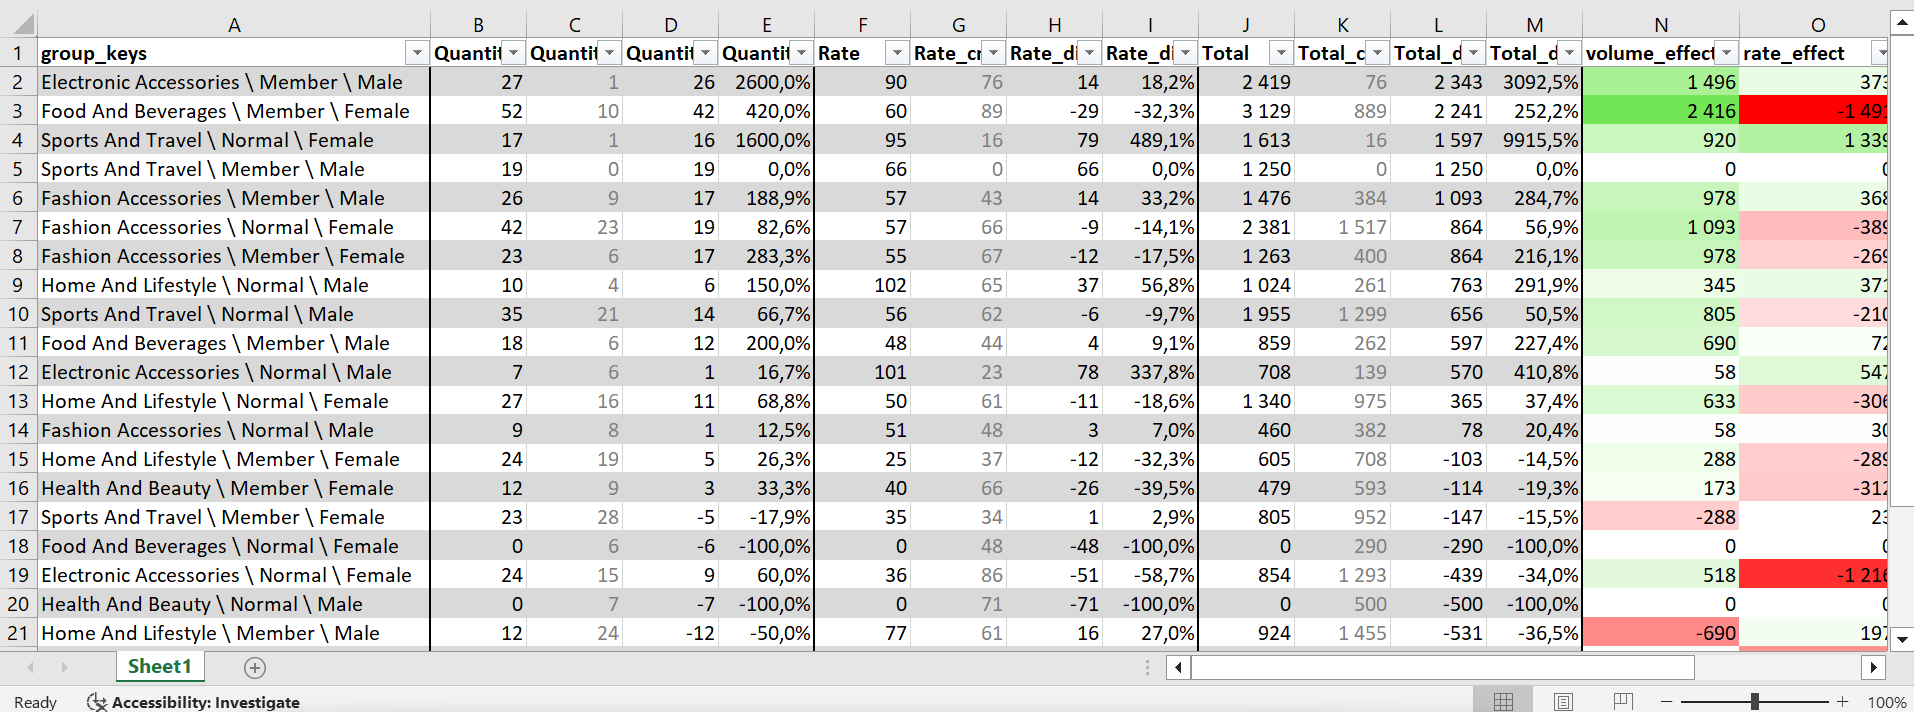 A B C D E F G H I J K L M N O
1 group_keys Quantit Quantit Quantit Quantit Rate Rate_cr Rate_di Rate_di Total Total_c Total_d Total_d volume_effect rate_effect
2 Electronic Accessories \ Member \ Male 27 1 26 2600,0% 90 76 14 18,2% 2 419 76 2 343 3092,5% 1 496 373
3 Food And Beverages \ Member \ Female 52 10 42 420,0% 60 89 -29 -32,3% 3 129 889 2 241 252,2% 2 416 -1 491
4 Sports And Travel \ Normal \ Female 17 1 16 1600,0% 95 16 79 489,1% 1 613 16 1 597 9915,5% 920 1 339
5 Sports And Travel \ Member \ Male 19 0 19 0,0% 66 0 66 0,0% 1 250 0 1 250 0,0% 0 0
6 Fashion Accessories \ Member \ Male 26 9 17 188,9% 57 43 14 33,2% 1 476 384 1 093 284,7% 978 368
7 Fashion Accessories \ Normal \ Female 42 23 19 82,6% 57 66 -9 -14,1% 2 381 1 517 864 56,9% 1 093 -389
8 Fashion Accessories \ Member \ Female 23 6 17 283,3% 55 67 -12 -17,5% 1 263 400 864 216,1% 978 -269
9 Home And Lifestyle \ Normal \ Male 10 4 6 150,0% 102 65 37 56,8% 1 024 261 763 291,9% 345 371
10 Sports And Travel \ Normal \ Male 35 21 14 66,7% 56 62 -6 -9,7% 1 955 1 299 656 50,5% 805 -210
11 Food And Beverages \ Member \ Male 18 6 12 200,0% 48 44 4 9,1% 859 262 597 227,4% 690 72
12 Electronic Accessories \ Normal \ Male 7 6 1 16,7% 101 23 78 337,8% 708 139 570 410,8% 58 547
13 Home And Lifestyle \ Normal \ Female 27 16 11 68,8% 50 61 -11 -18,6% 1 340 975 365 37,4% 633 -306
14 Fashion Accessories \ Normal \ Male 9 8 1 12,5% 51 48 3 7,0% 460 382 78 20,4% 58 30
15 Home And Lifestyle \ Member \ Female 24 19 5 26,3% 25 37 -12 -32,3% 605 708 -103 -14,5% 288 -289
16 Health And Beauty \ Member \ Female 12 9 3 33,3% 40 66 -26 -39,5% 479 593 -114 -19,3% 173 -312
17 Sports And Travel \ Member \ Female 23 28 -5 -17,9% 35 34 1 2,9% 805 952 -147 -15,5% -288 23
18 Food And Beverages \ Normal \ Female 0 6 -6 -100,0% 0 48 -48 -100,0% 0 290 -290 -100,0% 0 0
19 Electronic Accessories \ Normal \ Female 24 15 9 60,0% 36 86 -51 -58,7% 854 1 293 -439 -34,0% 518 -1 216
20 Health And Beauty \ Normal \ Male 0 7 -7 -100,0% 0 71 -71 -100,0% 0 500 -500 -100,0% 0 0
21 Home And Lifestyle \ Member \ Male 12 24 -12 -50,0% 77 61 16 27,0% 924 1 455 -531 -36,5% -690 197
Sheet1
Ready Accessibility: Investigate 100%